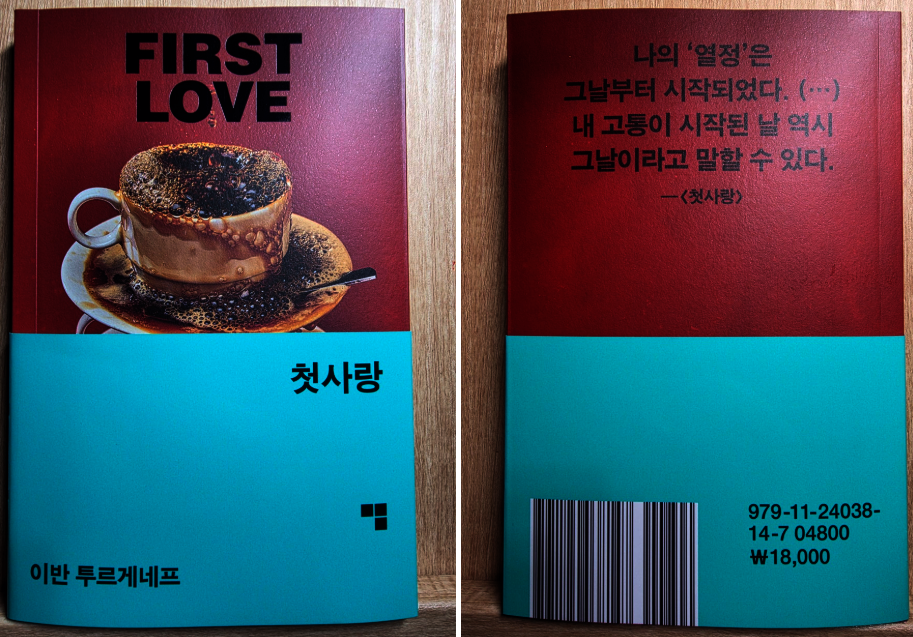 FIRST
LOVE
첫사랑
이반 투르게네프
나의 ‘열정’은
그날부터 시작되었다. (…)
내 고통이 시작된 날 역시
그날이라고 말할 수 있다.
—〈첫사랑〉
979-11-24038-
14-7 04800
₩18,000